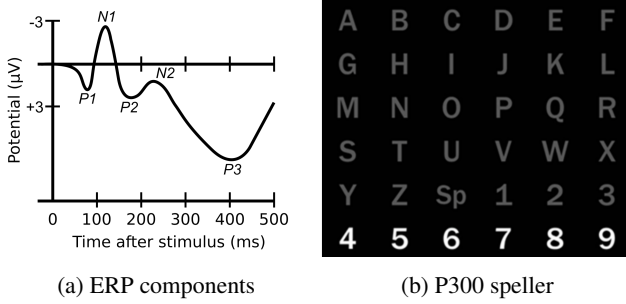 -3
N1
N2
P1
P2
+3
P3
Potential (μV)
0 100 200 300 400 500
Time after stimulus (ms)
(a) ERP components
A B C D E F
G H I J K L
M N O P Q R
S T U V W X
Y Z Sp 1 2 3
4 5 6 7 8 9
(b) P300 speller